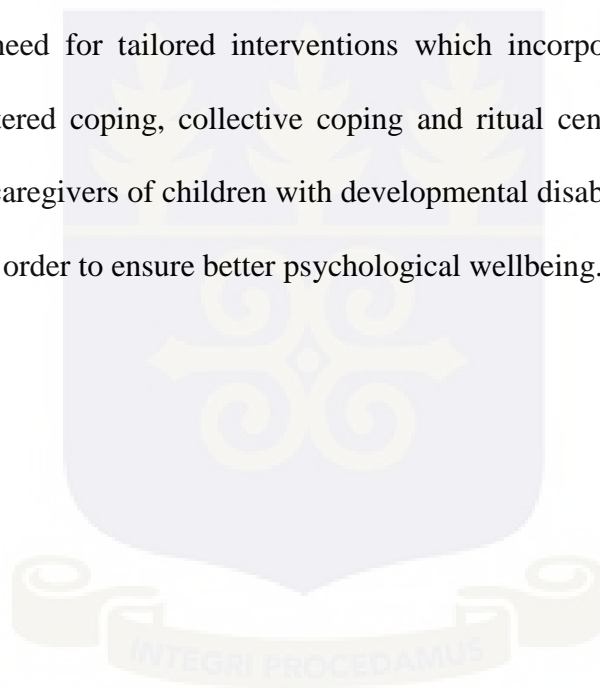 need for tailored interventions which incorpo
tered coping, collective coping and ritual cen
caregivers of children with developmental disab
order to ensure better psychological wellbeing.
INTEGRI PROCEDAMUS